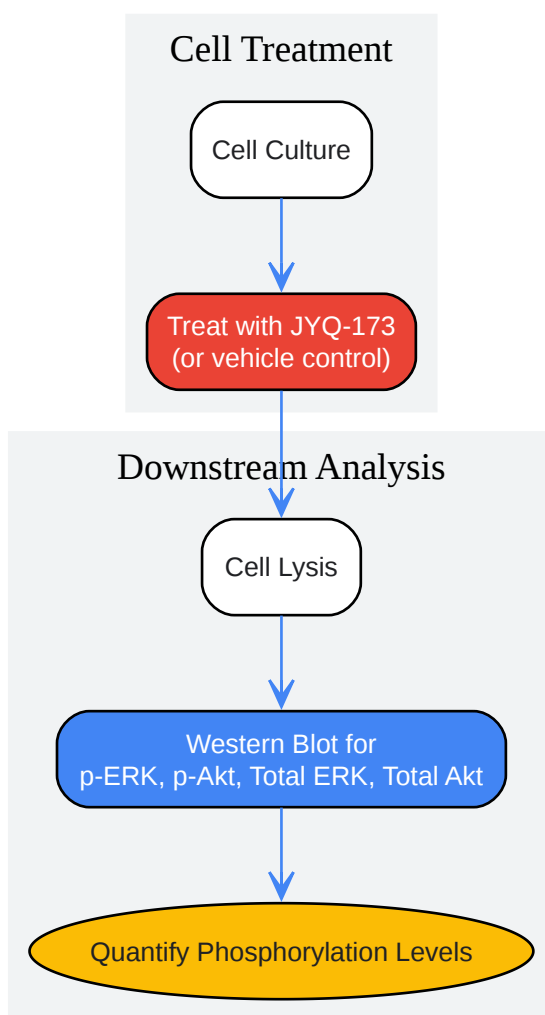 Cell Treatment
Cell Culture
Treat with JYQ-173
(or vehicle control)
Downstream Analysis
Cell Lysis
Western Blot for
p-ERK, p-Akt, Total ERK, Total Akt
Quantify Phosphorylation Levels